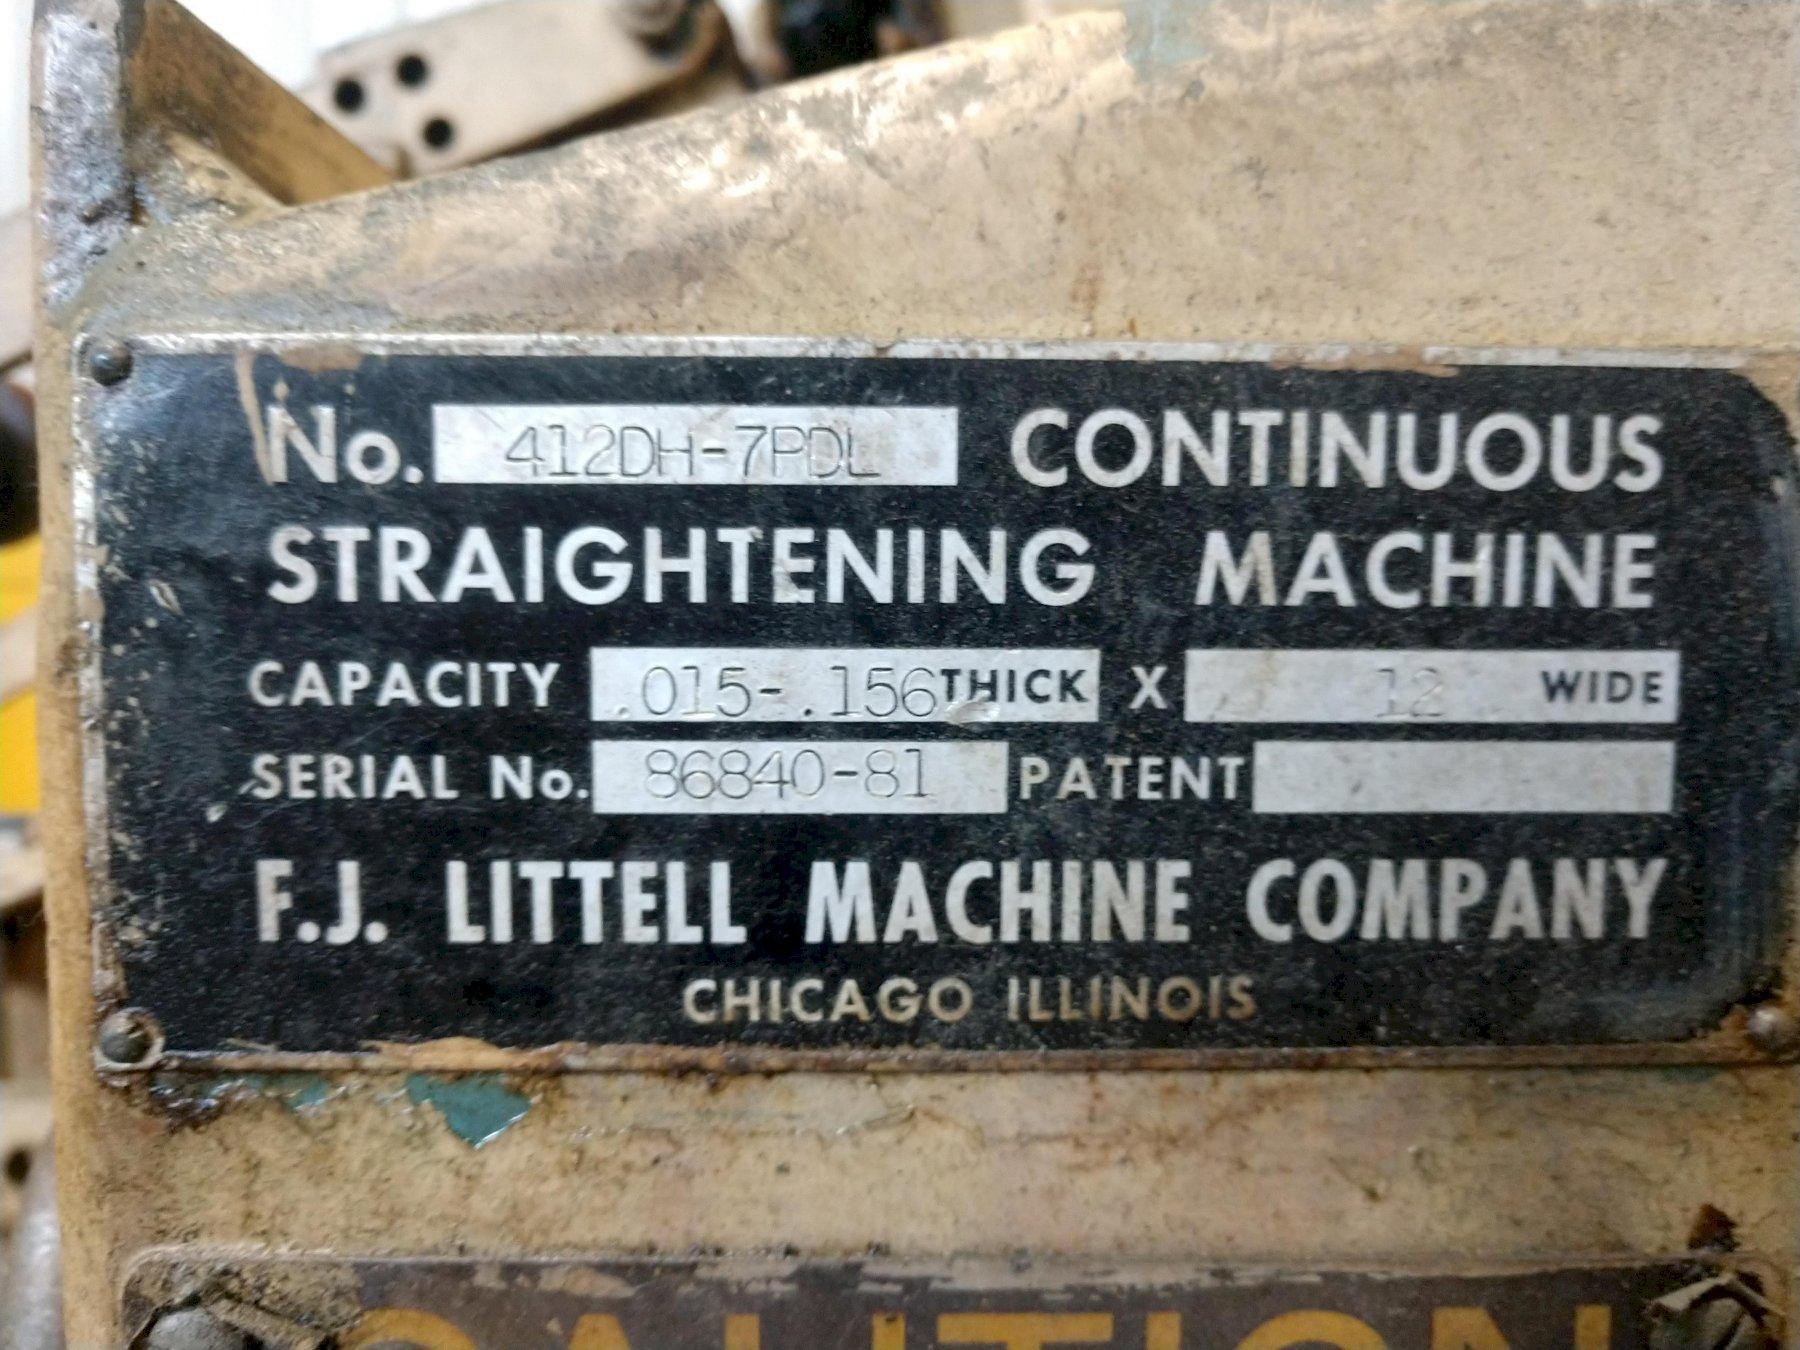 No. 412DH-7PDL CONTINUOUS
STRAIGHTENING MACHINE
CAPACITY .015-.156 THICK X 12 WIDE
SERIAL No. 86840-81 PATENT
F.J. LITTELL MACHINE COMPANY
CHICAGO ILLINOIS
CAUTION